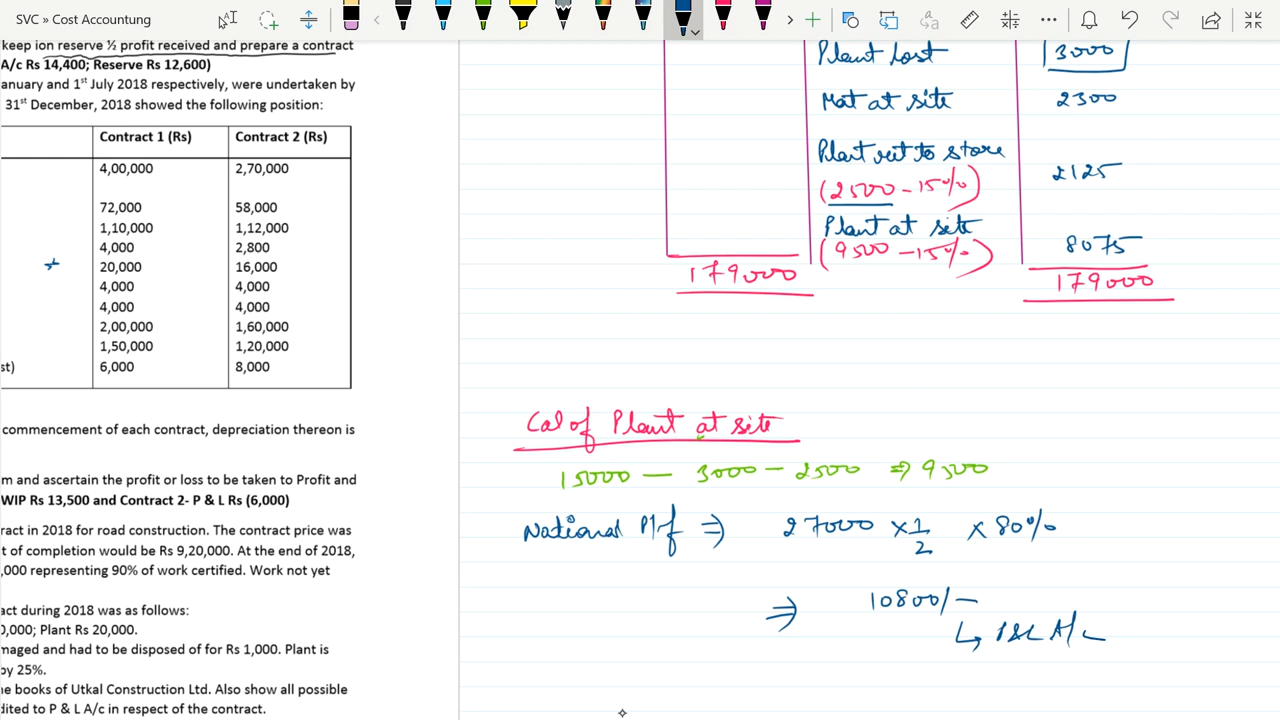 SVC » Cost Accountung
keep ion reserve ½ profit received and prepare a contract
A/c Rs 14,400; Reserve Rs 12,600)
anuary and 1st July 2018 respectively, were undertaken by
31st December, 2018 showed the following position:
Contract 1 (Rs) Contract 2 (Rs)
4,00,000 2,70,000
72,000 58,000
1,10,000 1,12,000
4,000 2,800
20,000 16,000
4,000 4,000
4,000 4,000
2,00,000 1,60,000
1,50,000 1,20,000
st) 6,000 8,000
commencement of each contract, depreciation thereon is
m and ascertain the profit or loss to be taken to Profit and
WIP Rs 13,500 and Contract 2- P & L Rs (6,000)
ract in 2018 for road construction. The contract price was
t of completion would be Rs 9,20,000. At the end of 2018,
,000 representing 90% of work certified. Work not yet
act during 2018 was as follows:
0,000; Plant Rs 20,000.
maged and had to be disposed of for Rs 1,000. Plant is
by 25%.
e books of Utkal Construction Ltd. Also show all possible
dited to P & L A/c in respect of the contract.
Plant Lost 3000
Mat at site 2300
Plant ret to store
(2500 - 15%) 2125
Plant at site
(9500 - 15%) 8075
179000 179000
Cal of Plant at site
15000 - 3000 - 2500 ⇒ 9500
National P/f ⇒ 27000 × 1/2 × 80%
⇒ 10800/-
↳ P&L A/c